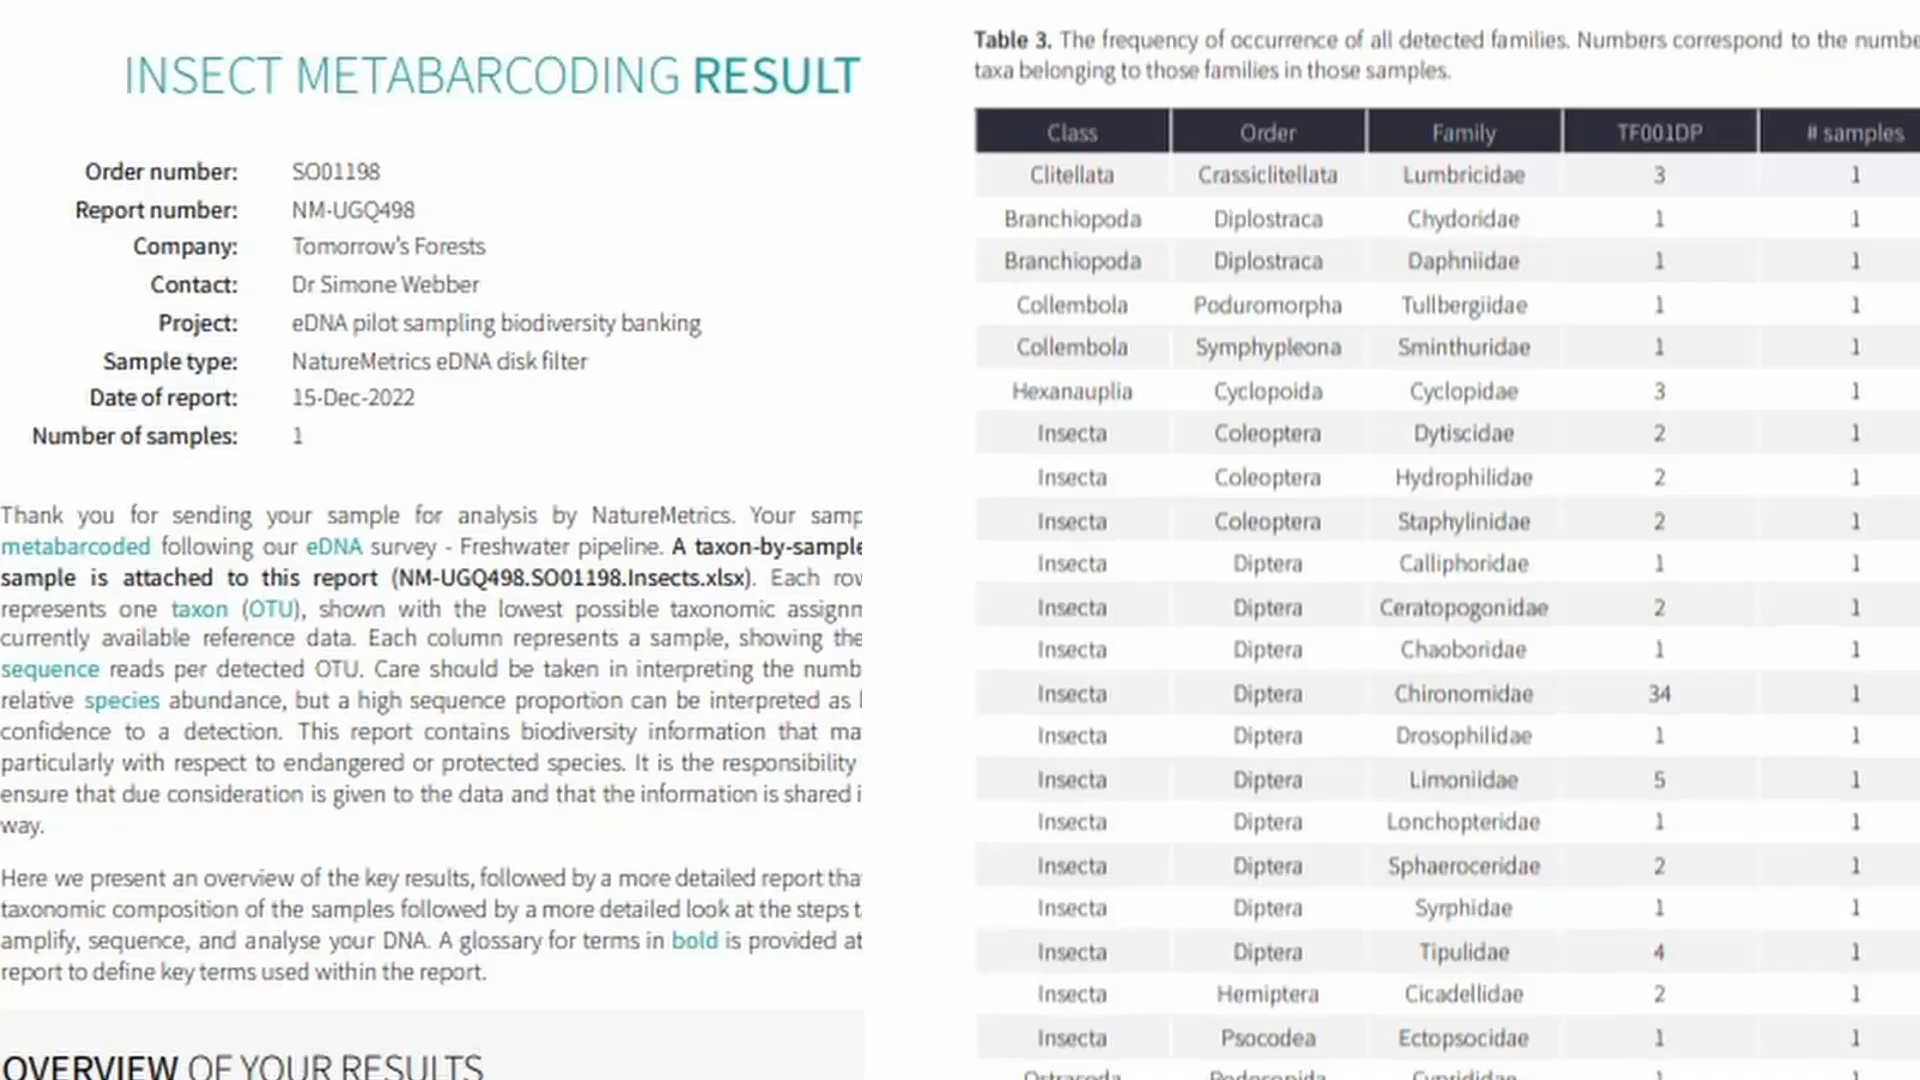 INSECT METABARCODING RESULT
Order number: SO01198
Report number: NM-UGQ498
Company: Tomorrow's Forests
Contact: Dr Simone Webber
Project: eDNA pilot sampling biodiversity banking
Sample type: NatureMetrics eDNA disk filter
Date of report: 15-Dec-2022
Number of samples: 1
Thank you for sending your sample for analysis by NatureMetrics. Your samp
metabarcoded following our eDNA survey - Freshwater pipeline. A taxon-by-sample
sample is attached to this report (NM-UGQ498.SO01198.Insects.xlsx). Each row
represents one taxon (OTU), shown with the lowest possible taxonomic assignm
currently available reference data. Each column represents a sample, showing the
sequence reads per detected OTU. Care should be taken in interpreting the numb
relative species abundance, but a high sequence proportion can be interpreted as
confidence to a detection. This report contains biodiversity information that ma
particularly with respect to endangered or protected species. It is the responsibility
ensure that due consideration is given to the data and that the information is shared i
way.
Here we present an overview of the key results, followed by a more detailed report tha
taxonomic composition of the samples followed by a more detailed look at the steps t
amplify, sequence, and analyse your DNA. A glossary for terms in bold is provided at
report to define key terms used within the report.
OVERVIEW OF YOUR RESULTS
Table 3. The frequency of occurrence of all detected families. Numbers correspond to the numbe
taxa belonging to those families in those samples.
Class Order Family TF001DP # samples
Clitellata Crassiclitellata Lumbricidae 3 1
Branchiopoda Diplostraca Chydoridae 1 1
Branchiopoda Diplostraca Daphniidae 1 1
Collembola Poduromorpha Tullbergiidae 1 1
Collembola Symphypleona Sminthuridae 1 1
Hexanauplia Cyclopoida Cyclopidae 3 1
Insecta Coleoptera Dytiscidae 2 1
Insecta Coleoptera Hydrophilidae 2 1
Insecta Coleoptera Staphylinidae 2 1
Insecta Diptera Calliphoridae 1 1
Insecta Diptera Ceratopogonidae 2 1
Insecta Diptera Chaoboridae 1 1
Insecta Diptera Chironomidae 34 1
Insecta Diptera Drosophilidae 1 1
Insecta Diptera Limoniidae 5 1
Insecta Diptera Lonchopteridae 1 1
Insecta Diptera Sphaeroceridae 2 1
Insecta Diptera Syrphidae 1 1
Insecta Diptera Tipulidae 4 1
Insecta Hemiptera Cicadellidae 2 1
Insecta Psocodea Ectopsocidae 1 1
Ostracoda Podocopida Cyprididae 1 1